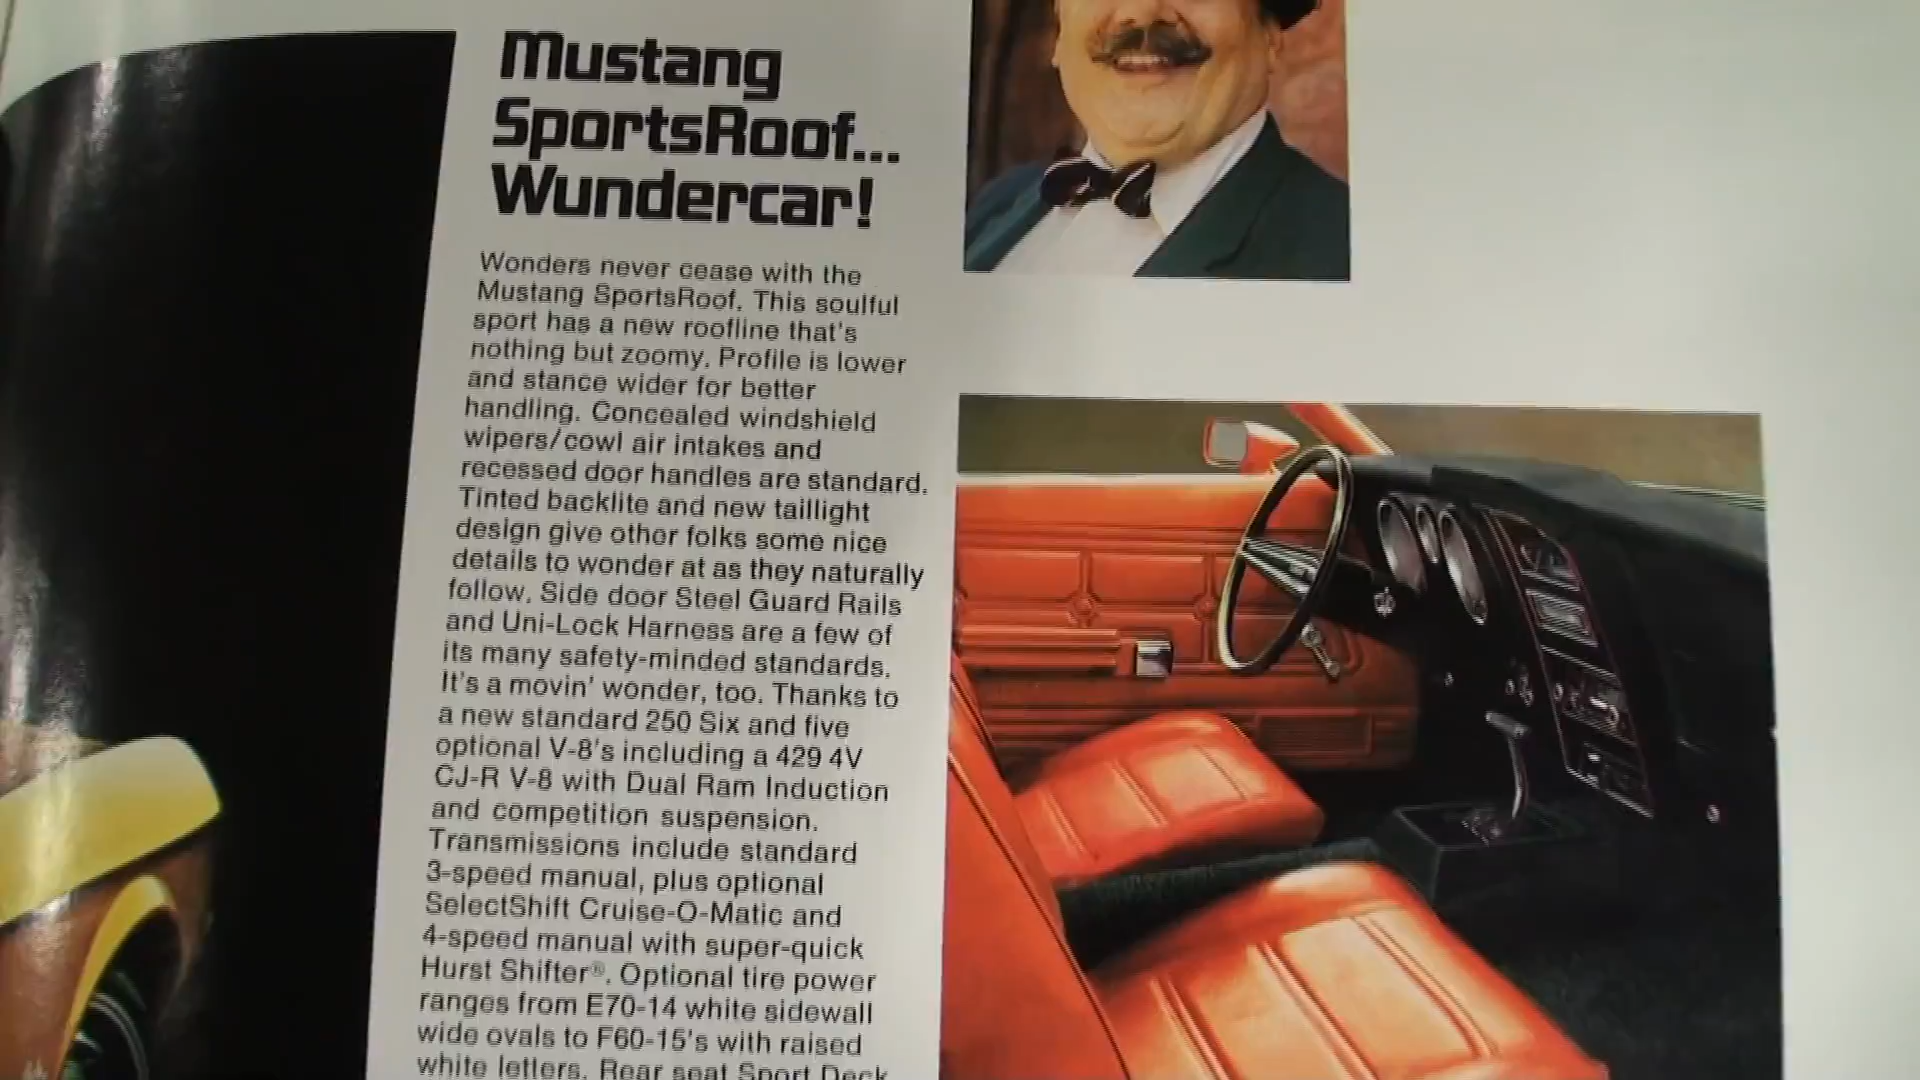 Mustang
SportsRoof...
Wundercar!
Wonders never cease with the
Mustang SportsRoof. This soulful
sport has a new roofline that's
nothing but zoomy. Profile is lower
and stance wider for better
handling. Concealed windshield
wipers/cowl air intakes and
recessed door handles are standard.
Tinted backlite and new taillight
design give other folks some nice
details to wonder at as they naturally
follow. Side door Steel Guard Rails
and Uni-Lock Harness are a few of
its many safety-minded standards.
It's a movin' wonder, too. Thanks to
a new standard 250 Six and five
optional V-8's including a 429 4V
CJ-R V-8 with Dual Ram Induction
and competition suspension.
Transmissions include standard
3-speed manual, plus optional
SelectShift Cruise-O-Matic and
4-speed manual with super-quick
Hurst Shifter®. Optional tire power
ranges from E70-14 white sidewall
wide ovals to F60-15's with raised
white letters. Rear seat Sport Deck